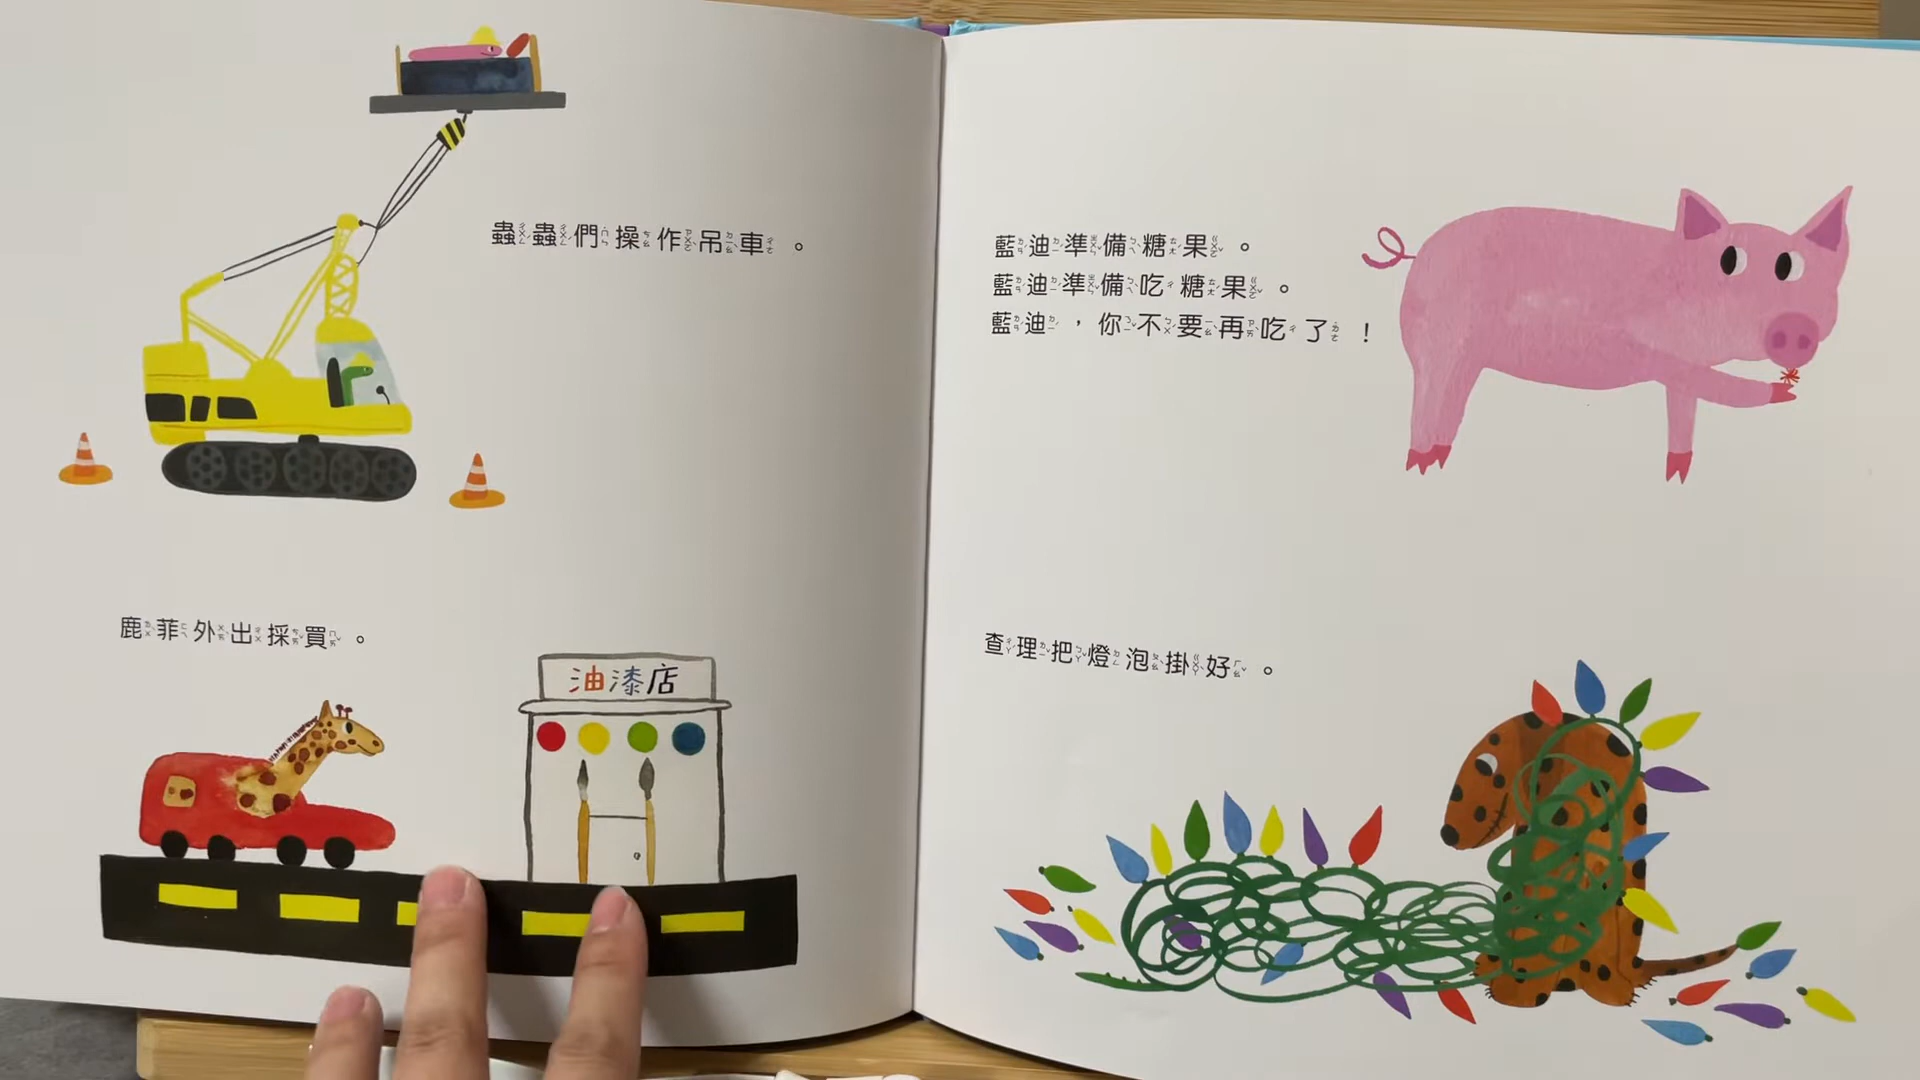 蟲蟲們操作吊車。
鹿菲外出採買。
油漆店
藍迪準備糖果。
藍迪準備吃糖果。
藍迪，你不要再吃了！
查理把燈泡掛好。